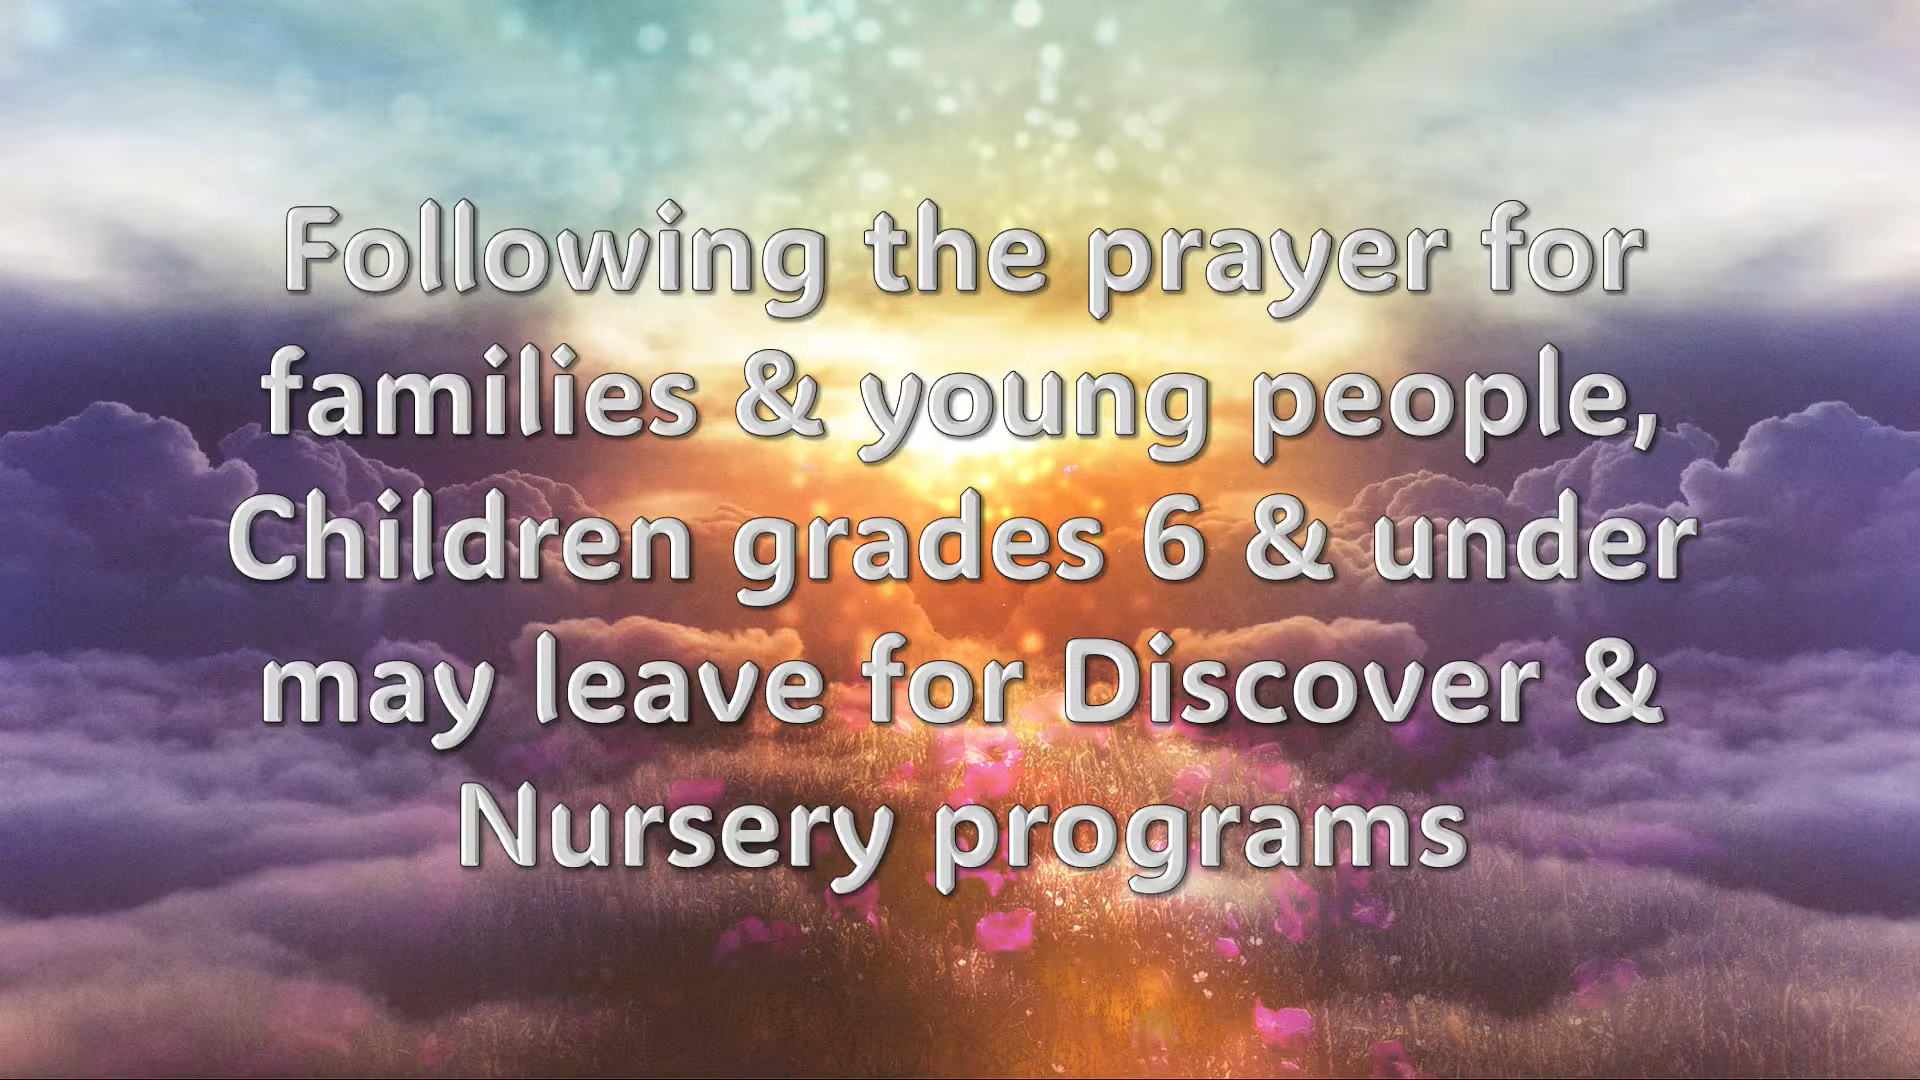 Following the prayer for
families & young people,
Children grades 6 & under
may leave for Discover &
Nursery programs